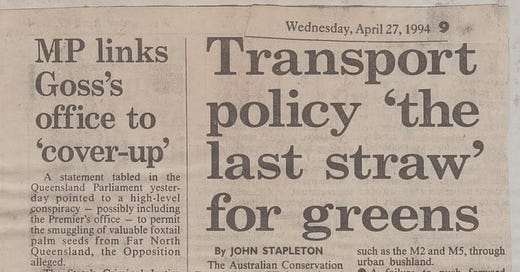 Wednesday, April 27, 1994 9
MP links
Goss's
office to
'cover-up'
A statement tabled in the
Queensland Parliament yester-
day pointed to a high-level
conspiracy — possibly including
the Premier's office — to permit
the smuggling of valuable foxtail
palm seeds from Far North
Queensland, the Opposition
alleged.
Transport
policy 'the
last straw'
for greens
By JOHN STAPLETON
The Australian Conservation
such as the M2 and M5, through
urban bushland.